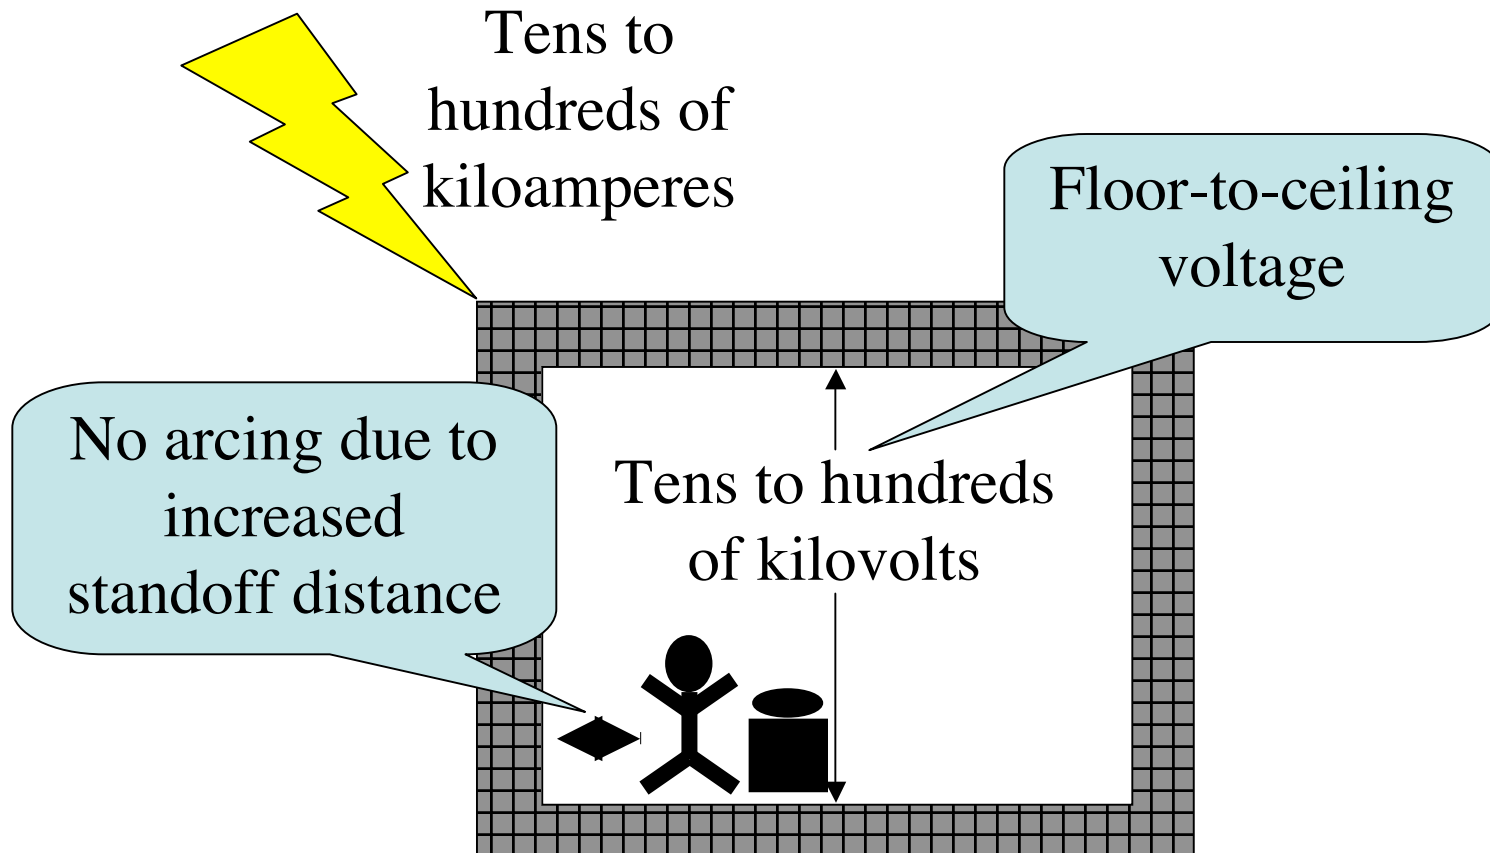 Tens to
hundreds of
kiloamperes
Floor-to-ceiling
voltage
No arcing due to
increased
standoff distance
Tens to hundreds
of kilovolts